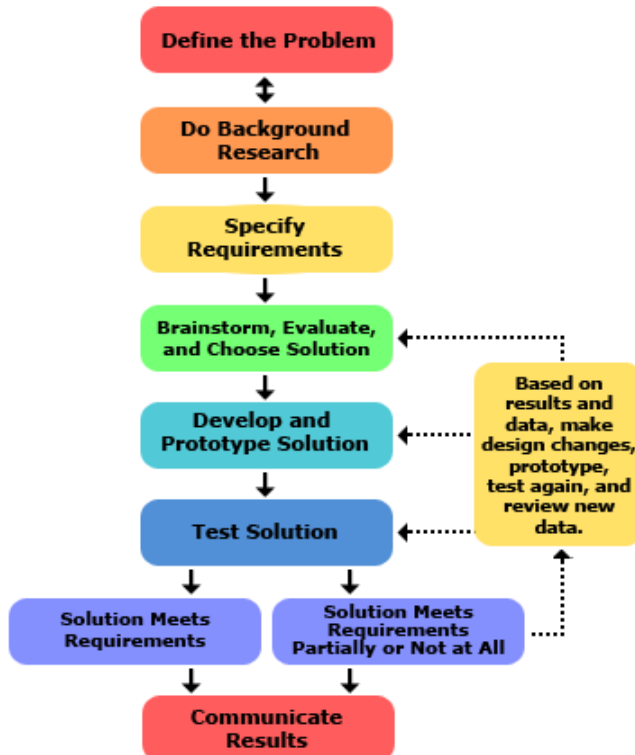 Define the Problem
Do Background
Research
Specify
Requirements
Brainstorm, Evaluate,
and Choose Solution
Develop and
Prototype Solution
Test Solution
Based on
results and
data, make
design changes,
prototype,
test again, and
review new
data.
Solution Meets
Requirements
Solution Meets
Requirements
Partially or Not at All
Communicate
Results